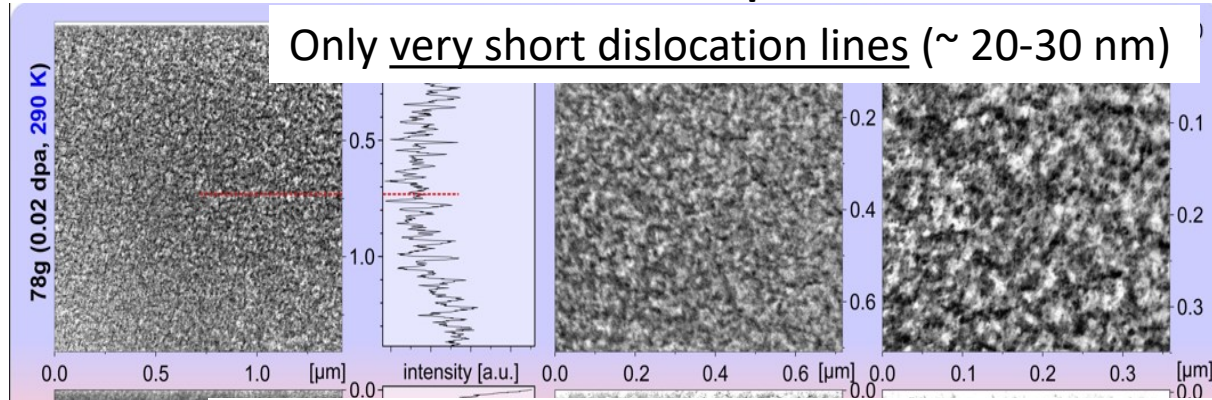 Only very short dislocation lines (~ 20-30 nm)
)
78g (0.02 dpa, 290 K)
0.5
1.0
0.2
0.4
0.6
0.1
0.2
0.3
0.0 0.5 1.0 [µm]
intensity [a.u.]
0.0 0.2 0.4 0.6 [µm]
0.0 0.1 0.2 0.3 [µm]
0.0
0.0
0.0